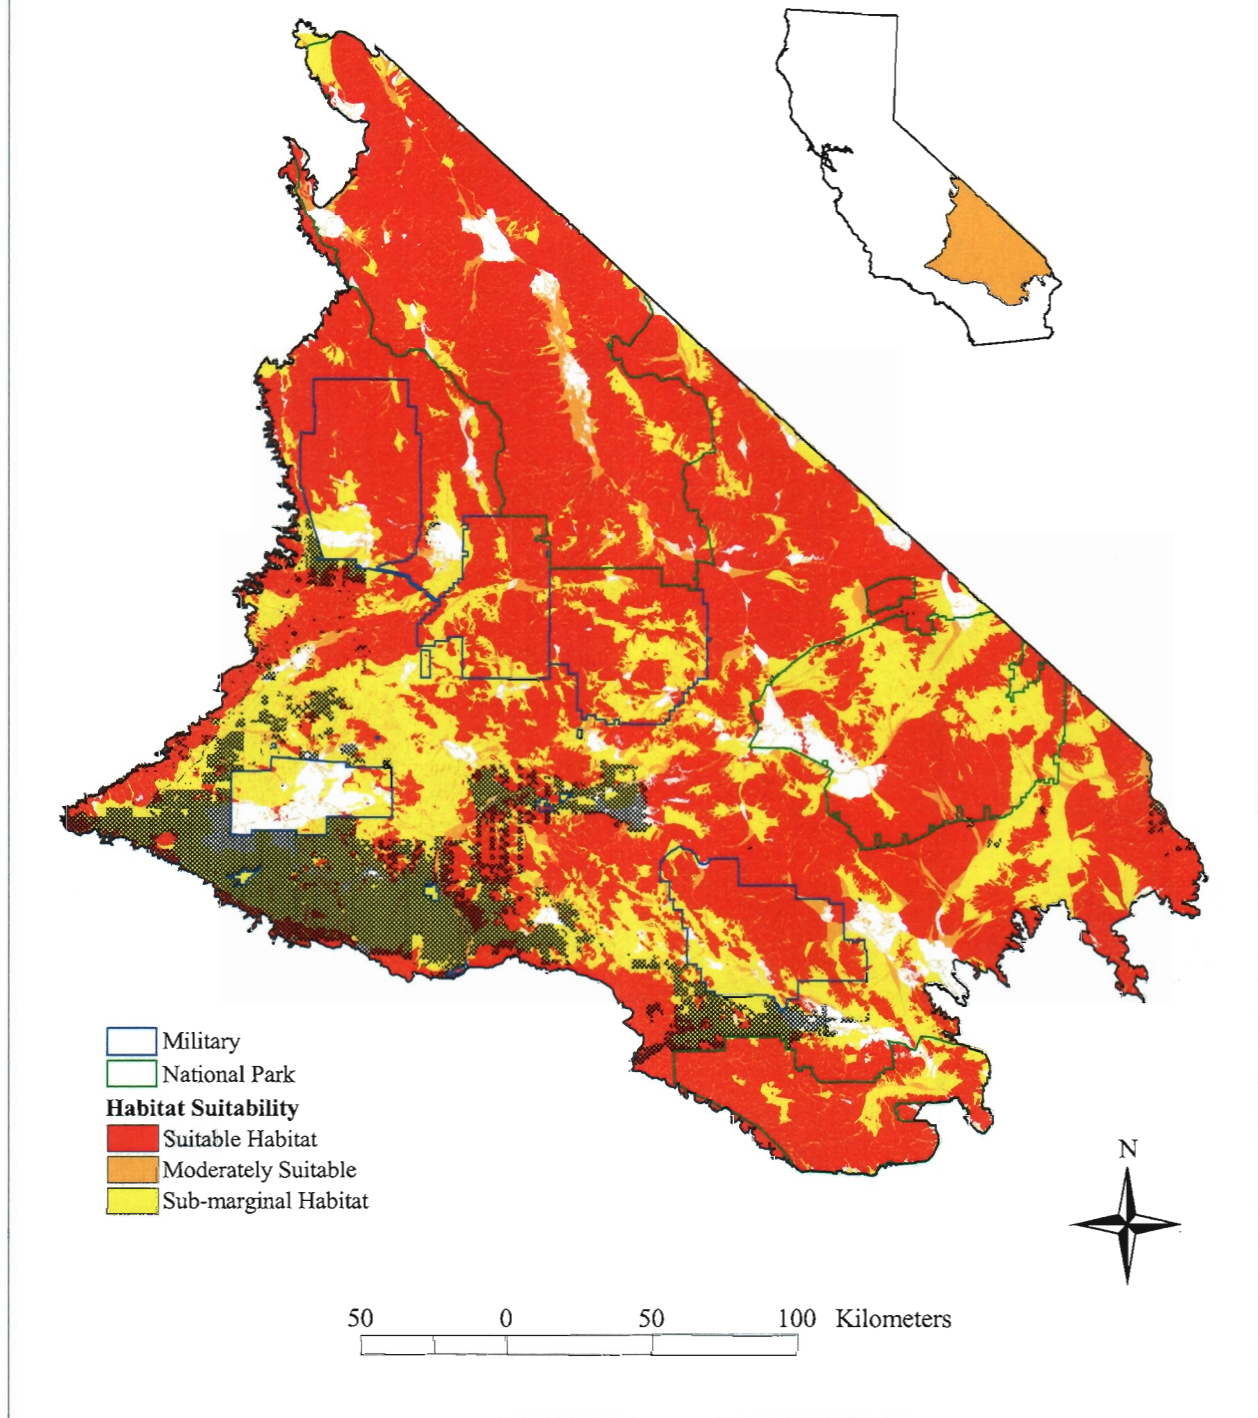 Military
National Park
Habitat Suitability
Suitable Habitat
Moderately Suitable
Sub-marginal Habitat
N
50 0 50 100 Kilometers